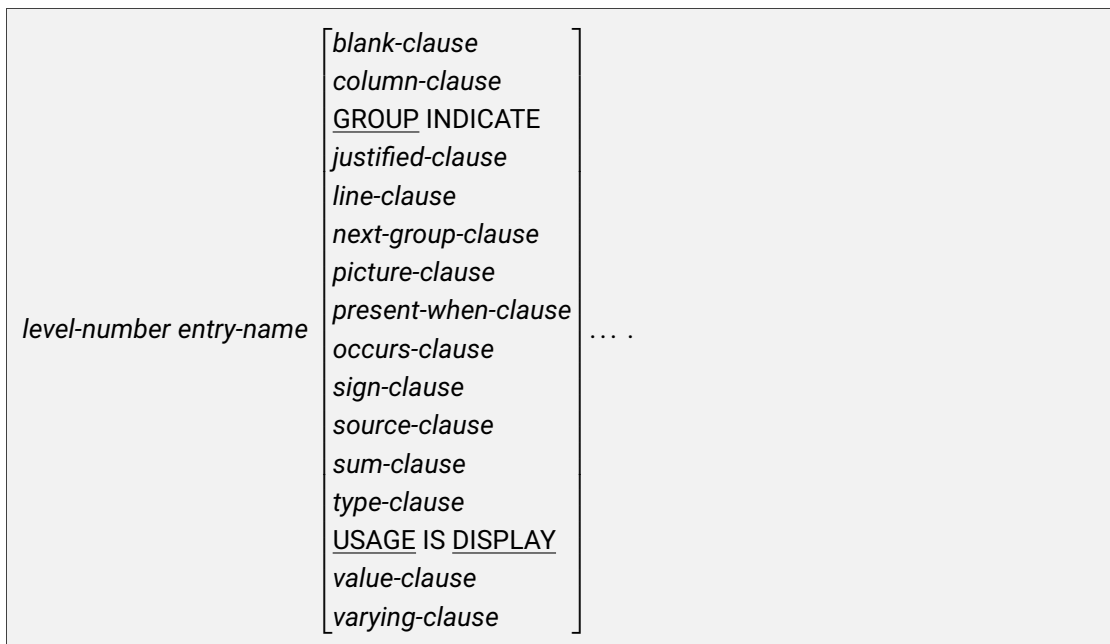 blank-clause
column-clause
GROUP INDICATE
justified-clause
line-clause
next-group-clause
picture-clause
present-when-clause
level-number entry-name
... .
occurs-clause
sign-clause
source-clause
sum-clause
type-clause
USAGE IS DISPLAY
value-clause
varying-clause